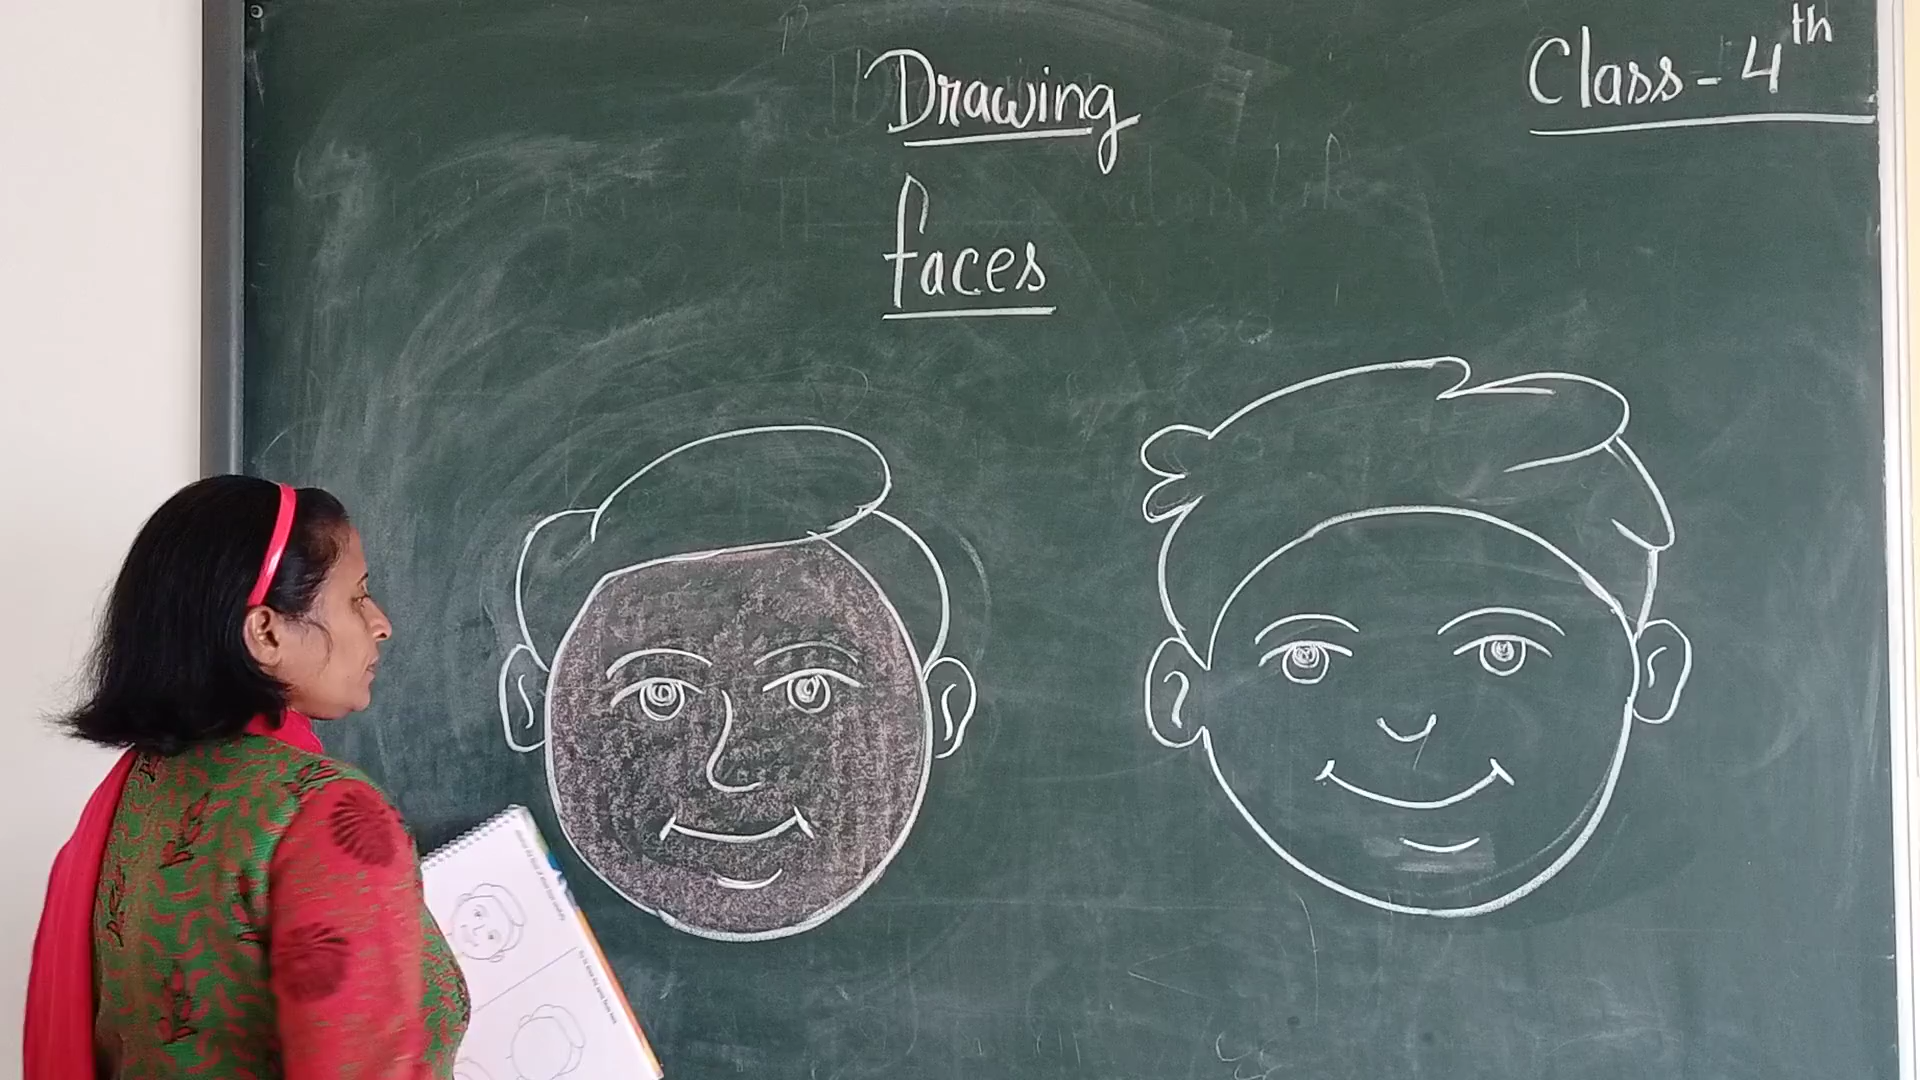 Drawing
Class - 4th
faces